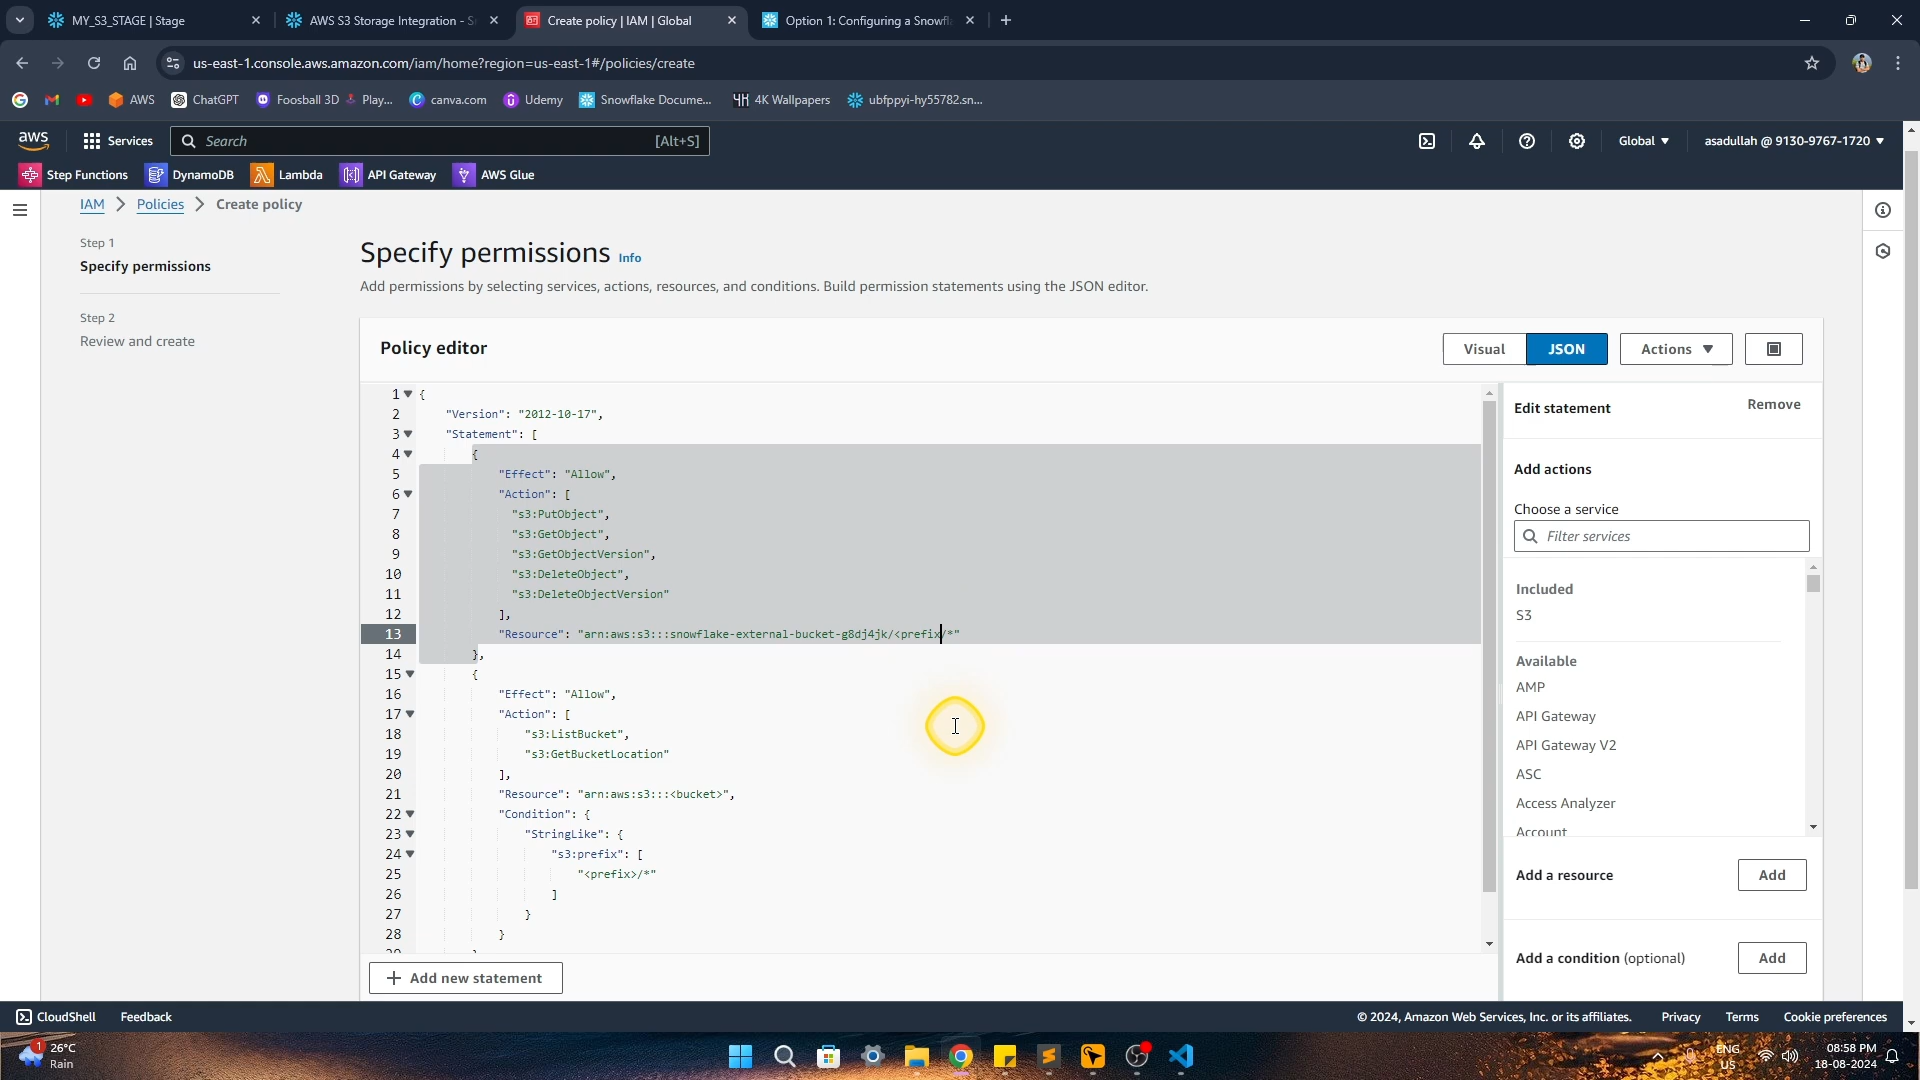 MY_S3_STAGE | Stage
AWS S3 Storage Integration - S
Create policy | IAM | Global
Option 1: Configuring a Snowfl
us-east-1.console.aws.amazon.com/iam/home?region=us-east-1#/policies/create
AWS
ChatGPT
Foosball 3D
Play...
canva.com
Udemy
Snowflake Docume...
4K Wallpapers
ubfppyi-hy55782.sn...
aws
Services
Search
[Alt+S]
Global
asadullah @ 9130-9767-1720
Step Functions
DynamoDB
Lambda
API Gateway
AWS Glue
IAM
Policies
Create policy
Step 1
Specify permissions
Step 2
Review and create
Specify permissions Info
Add permissions by selecting services, actions, resources, and conditions. Build permission statements using the JSON editor.
Policy editor
Visual
JSON
Actions
1 {
2 "Version": "2012-10-17",
3 "Statement": [
4 {
5 "Effect": "Allow",
6 "Action": [
7 "s3:PutObject",
8 "s3:GetObject",
9 "s3:GetObjectVersion",
10 "s3:DeleteObject",
11 "s3:DeleteObjectVersion"
12 ],
13 "Resource": "arn:aws:s3:::snowflake-external-bucket-g8dj4jk/<prefix/*"
14 },
15 {
16 "Effect": "Allow",
17 "Action": [
18 "s3:ListBucket",
19 "s3:GetBucketLocation"
20 ],
21 "Resource": "arn:aws:s3:::<bucket>",
22 "Condition": {
23 "StringLike": {
24 "s3:prefix": [
25 "<prefix>/*"
26 ]
27 }
28 }
29 }
+ Add new statement
Edit statement
Remove
Add actions
Choose a service
Filter services
Included
S3
Available
AMP
API Gateway
API Gateway V2
ASC
Access Analyzer
Account
Add a resource
Add
Add a condition (optional)
Add
CloudShell
Feedback
© 2024, Amazon Web Services, Inc. or its affiliates.
Privacy
Terms
Cookie preferences
1
26°C
Rain
ENG
US
08:58 PM
18-08-2024